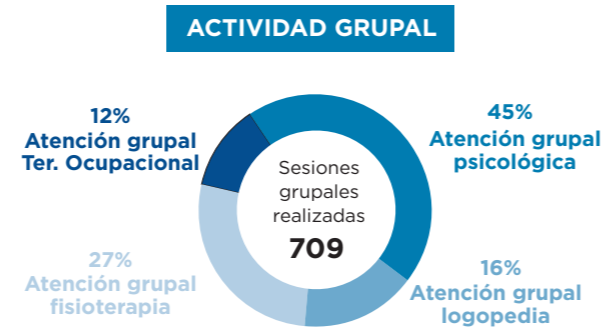 ACTIVIDAD GRUPAL
12%
Atención grupal
Ter. Ocupacional
45%
Atención grupal
psicológica
Sesiones
grupales
realizadas
709
27%
Atención grupal
fisioterapia
16%
Atención grupal
logopedia